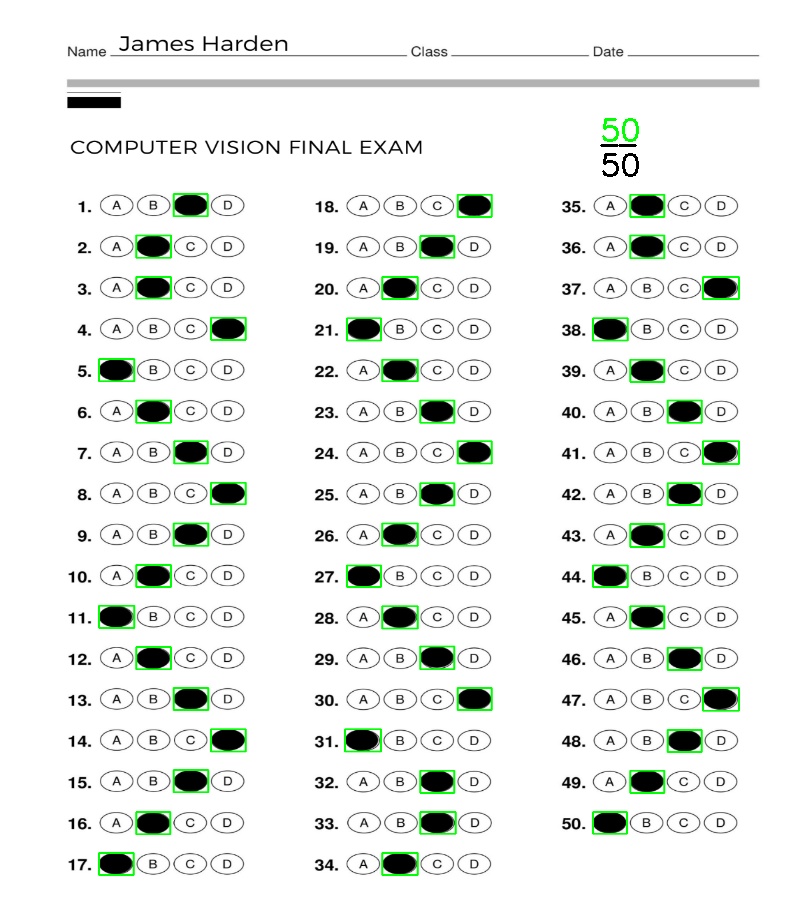 Name James Harden Class Date
COMPUTER VISION FINAL EXAM
50
50
1. A B D
2. A C D
3. A C D
4. A B C
5. B C D
6. A C D
7. A B D
8. A B C
9. A B D
10. A C D
11. B C D
12. A C D
13. A B D
14. A B C
15. A B D
16. A C D
17. B C D
18. A B C
19. A B D
20. A C D
21. B C D
22. A C D
23. A B D
24. A B C
25. A B D
26. A C D
27. B C D
28. A C D
29. A B D
30. A B C
31. B C D
32. A B D
33. A B D
34. A C D
35. A C D
36. A C D
37. A B C
38. B C D
39. A C D
40. A B D
41. A B C
42. A B D
43. A C D
44. B C D
45. A C D
46. A B D
47. A B C
48. A B D
49. A C D
50. B C D